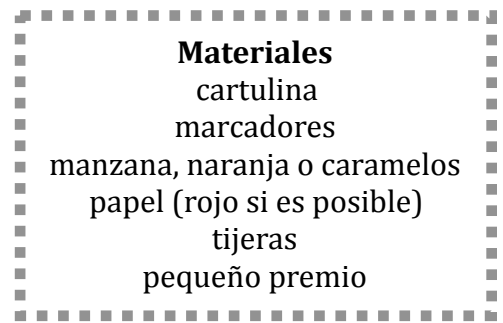 Materiales
cartulina
marcadores
manzana, naranja o caramelos
papel (rojo si es posible)
tijeras
pequeño premio